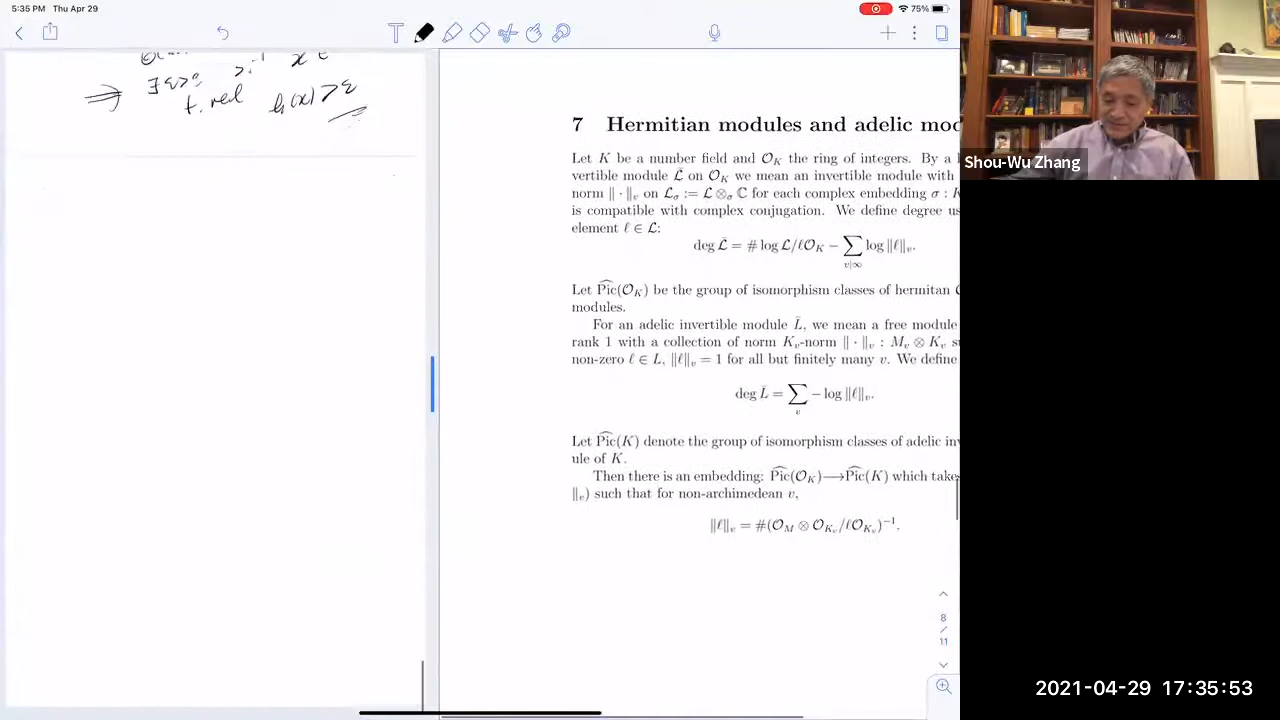 5:35 PM Thu Apr 29
75%
∃ε>0, s.t. x ∈
⇒ t. red h(x) > ε
7 Hermitian modules and adelic mod
Let K be a number field and 𝒪_K the ring of integers. By a
vertible module ℒ̄ on 𝒪_K we mean an invertible module with
norm ‖ · ‖_v on ℒ_σ := ℒ ⊗_σ ℂ for each complex embedding σ : K
is compatible with complex conjugation. We define degree us
element ℓ ∈ ℒ:
deg ℒ̄ = # log ℒ/ℓ𝒪_K − ∑_{v|∞} log ‖ℓ‖_v.
Let P̂ic(𝒪_K) be the group of isomorphism classes of hermitan
modules.
For an adelic invertible module L̄, we mean a free module
rank 1 with a collection of norm K_v-norm ‖ · ‖_v : M_v ⊗ K_v su
non-zero ℓ ∈ L, ‖ℓ‖_v = 1 for all but finitely many v. We define
deg L̄ = ∑_v − log ‖ℓ‖_v.
Let P̂ic(K) denote the group of isomorphism classes of adelic inv
ule of K.
Then there is an embedding: P̂ic(𝒪_K)⟶P̂ic(K) which take
‖_v) such that for non-archimedean v,
‖ℓ‖_v = #(𝒪_M ⊗ 𝒪_{K_v}/ℓ𝒪_{K_v})^{−1}.
8
/
11
Shou-Wu Zhang
2021-04-29 17:35:53